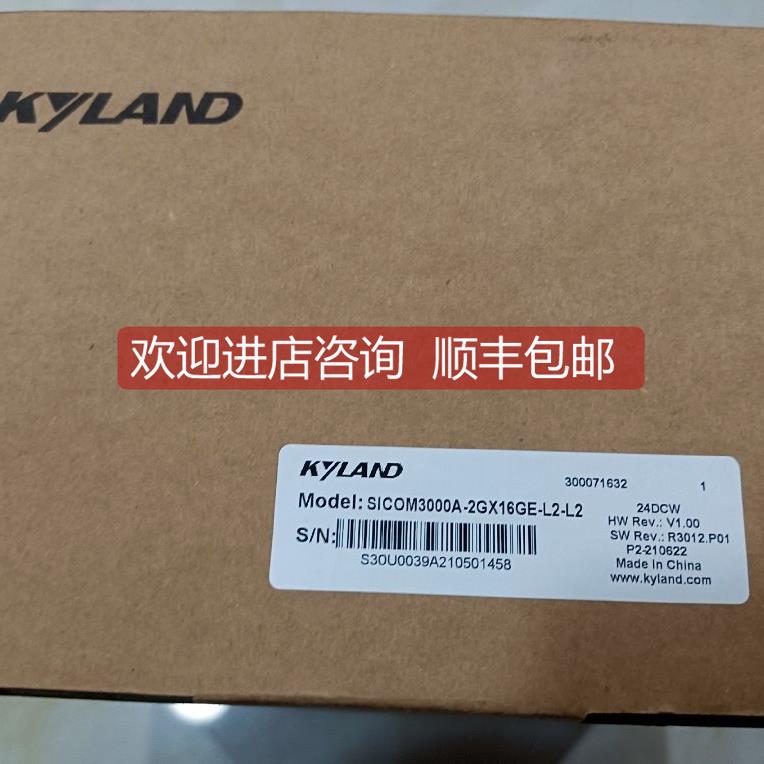 KYLAND
欢迎进店咨询 顺丰包邮
KYLAND
300071632 1
Model: SICOM3000A-2GX16GE-L2-L2
S/N:
S3OU0039A210501458
24DCW
HW Rev.: V1.00
SW Rev.: R3012.P01
P2-210622
Made In China
www.kyland.com